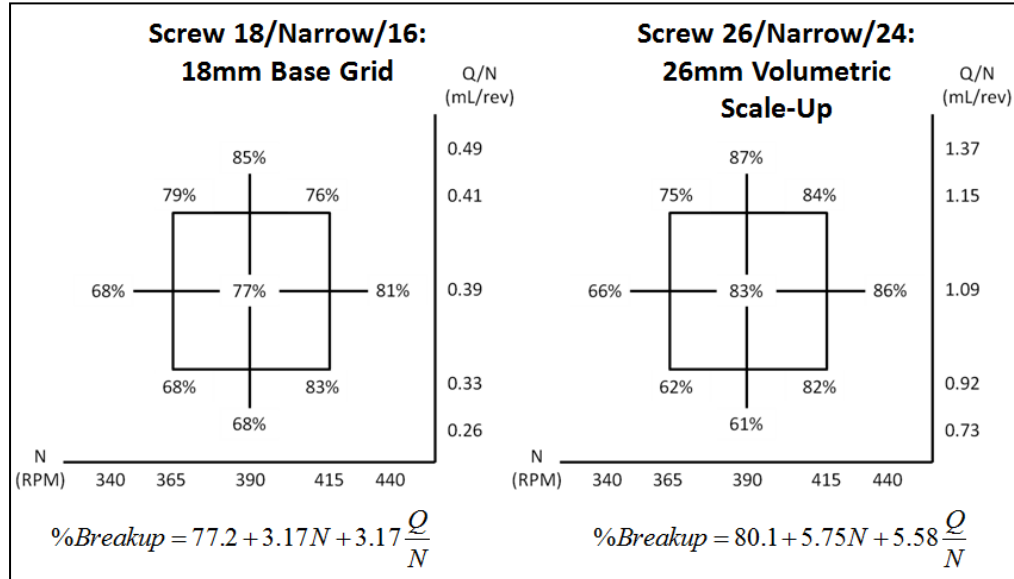 Screw 18/Narrow/16:
18mm Base Grid
Q/N
(mL/rev)
0.49
85%
79%
76%
0.41
68%
77%
81%
0.39
68%
83%
0.33
68%
0.26
N
(RPM)
340
365
390
415
440
%Breakup = 77.2 + 3.17N + 3.17 Q/N
Screw 26/Narrow/24:
26mm Volumetric
Scale-Up
Q/N
(mL/rev)
1.37
87%
75%
84%
1.15
66%
83%
86%
1.09
62%
82%
0.92
61%
0.73
N
(RPM)
340
365
390
415
440
%Breakup = 80.1 + 5.75N + 5.58 Q/N